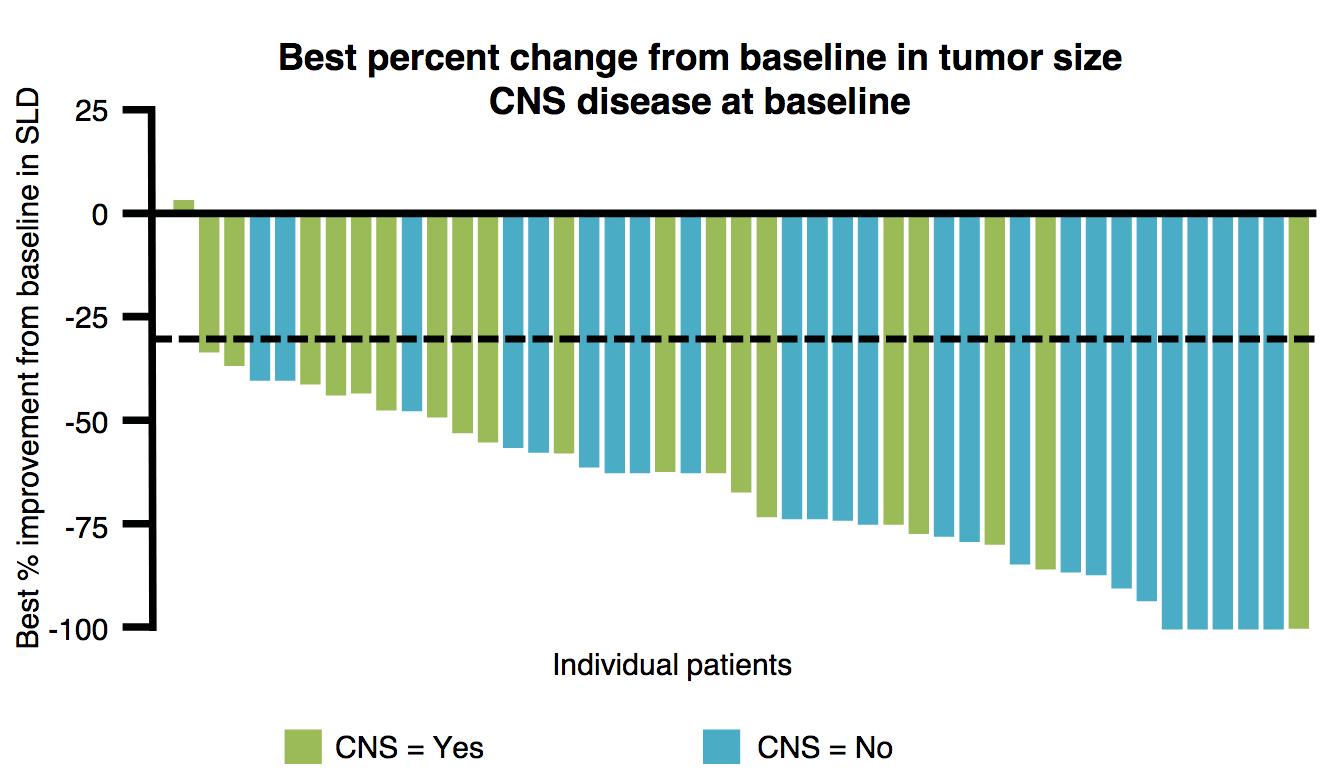 Best percent change from baseline in tumor size
CNS disease at baseline
Best % improvement from baseline in SLD
25
0
-25
-50
-75
-100
Individual patients
CNS = Yes
CNS = No